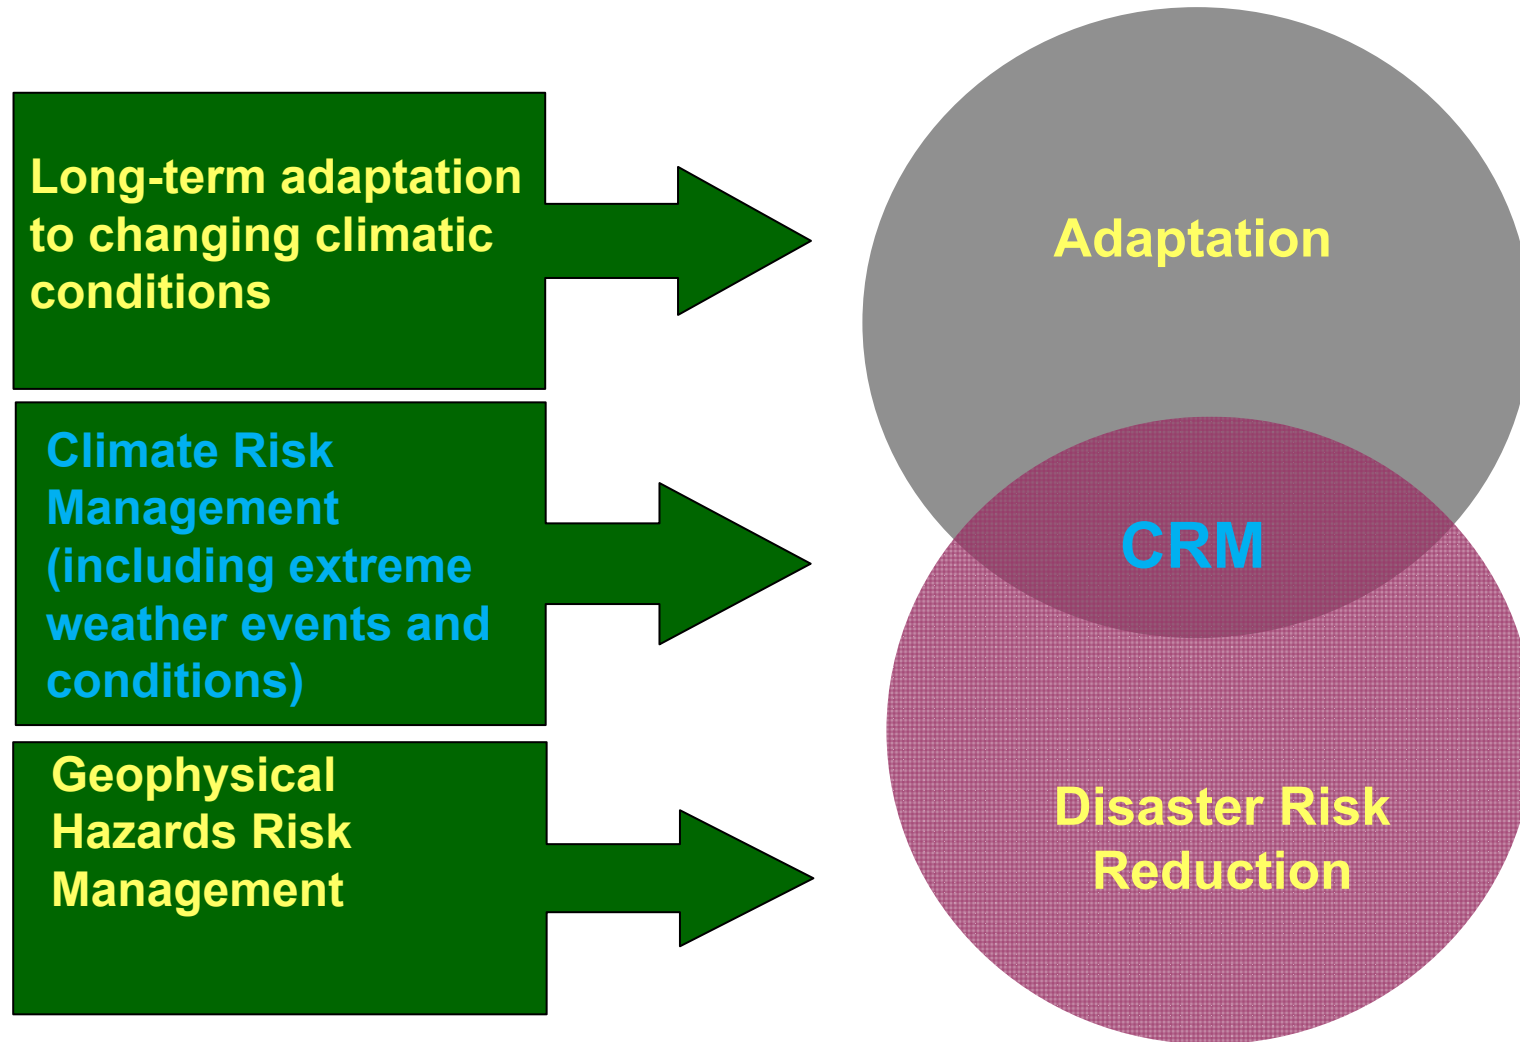 Long-term adaptation
to changing climatic
conditions
Climate Risk
Management
(including extreme
weather events and
conditions)
Geophysical
Hazards Risk
Management
Adaptation
CRM
Disaster Risk
Reduction